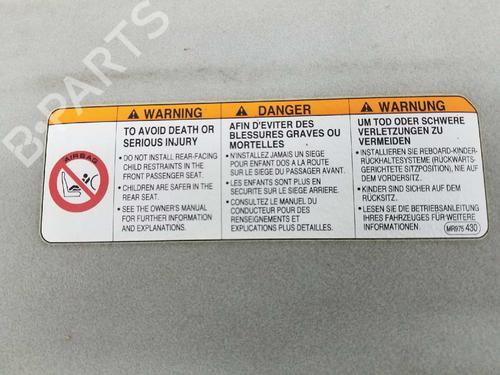 B-PARTS
WARNING
TO AVOID DEATH OR
SERIOUS INJURY
• DO NOT INSTALL REAR-FACING
CHILD RESTRAINTS IN THE
FRONT PASSENGER SEAT.
• CHILDREN ARE SAFER IN THE
REAR SEAT.
• SEE THE OWNER'S MANUAL
FOR FURTHER INFORMATION
AND EXPLANATIONS.
AIRBAG
DANGER
AFIN D'EVITER DES
BLESSURES GRAVES OU
MORTELLES
• N'INSTALLEZ JAMAIS UN SIEGE
POUR ENFANT DOS A LA ROUTE
SUR LE SIEGE DU PASSAGER AVANT.
• LES ENFANTS SONT PLUS EN
SECURITE SUR LE SIEGE ARRIERE.
• CONSULTEZ LE MANUEL DU
CONDUCTEUR POUR DES
RENSEIGNEMENTS ET
EXPLICATIONS PLUS DETAILLES.
WARNUNG
UM TOD ODER SCHWERE
VERLETZUNGEN ZU
VERMEIDEN
• INSTALLIEREN SIE REBOARD-KINDER-
RÜCKHALTESYSTEME (RÜCKWÄRTS-
GERICHTETE SITZPOSITION), NIE AUF
DEM VORDERSITZ.
• KINDER SIND SICHER AUF DEM
RÜCKSITZ.
• LESEN SIE DIE BETRIEBSANLEITUNG
IHRES FAHRZEUGES FÜR WEITERE
INFORMATIONEN.
MR975 430